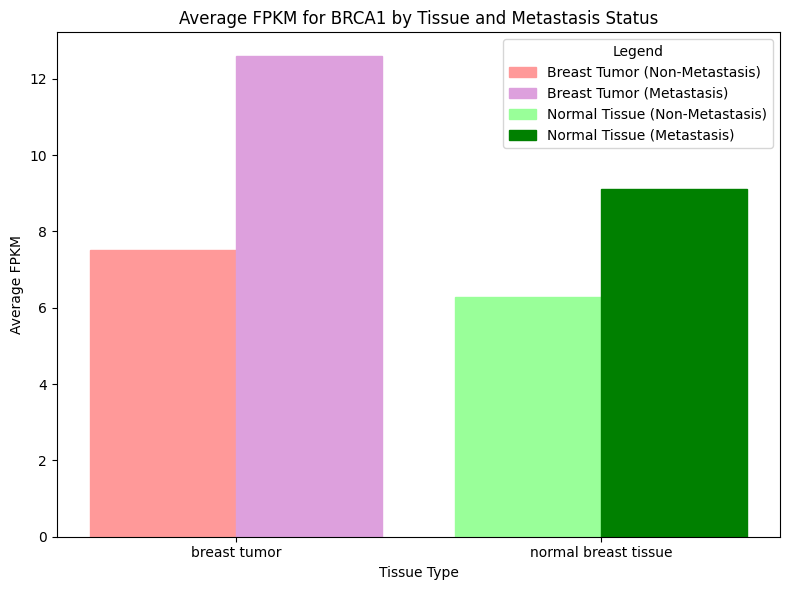 Average FPKM for BRCA1 by Tissue and Metastasis Status
Legend
Breast Tumor (Non-Metastasis)
Breast Tumor (Metastasis)
Normal Tissue (Non-Metastasis)
Normal Tissue (Metastasis)
Average FPKM
12
10
8
6
4
2
0
breast tumor
normal breast tissue
Tissue Type